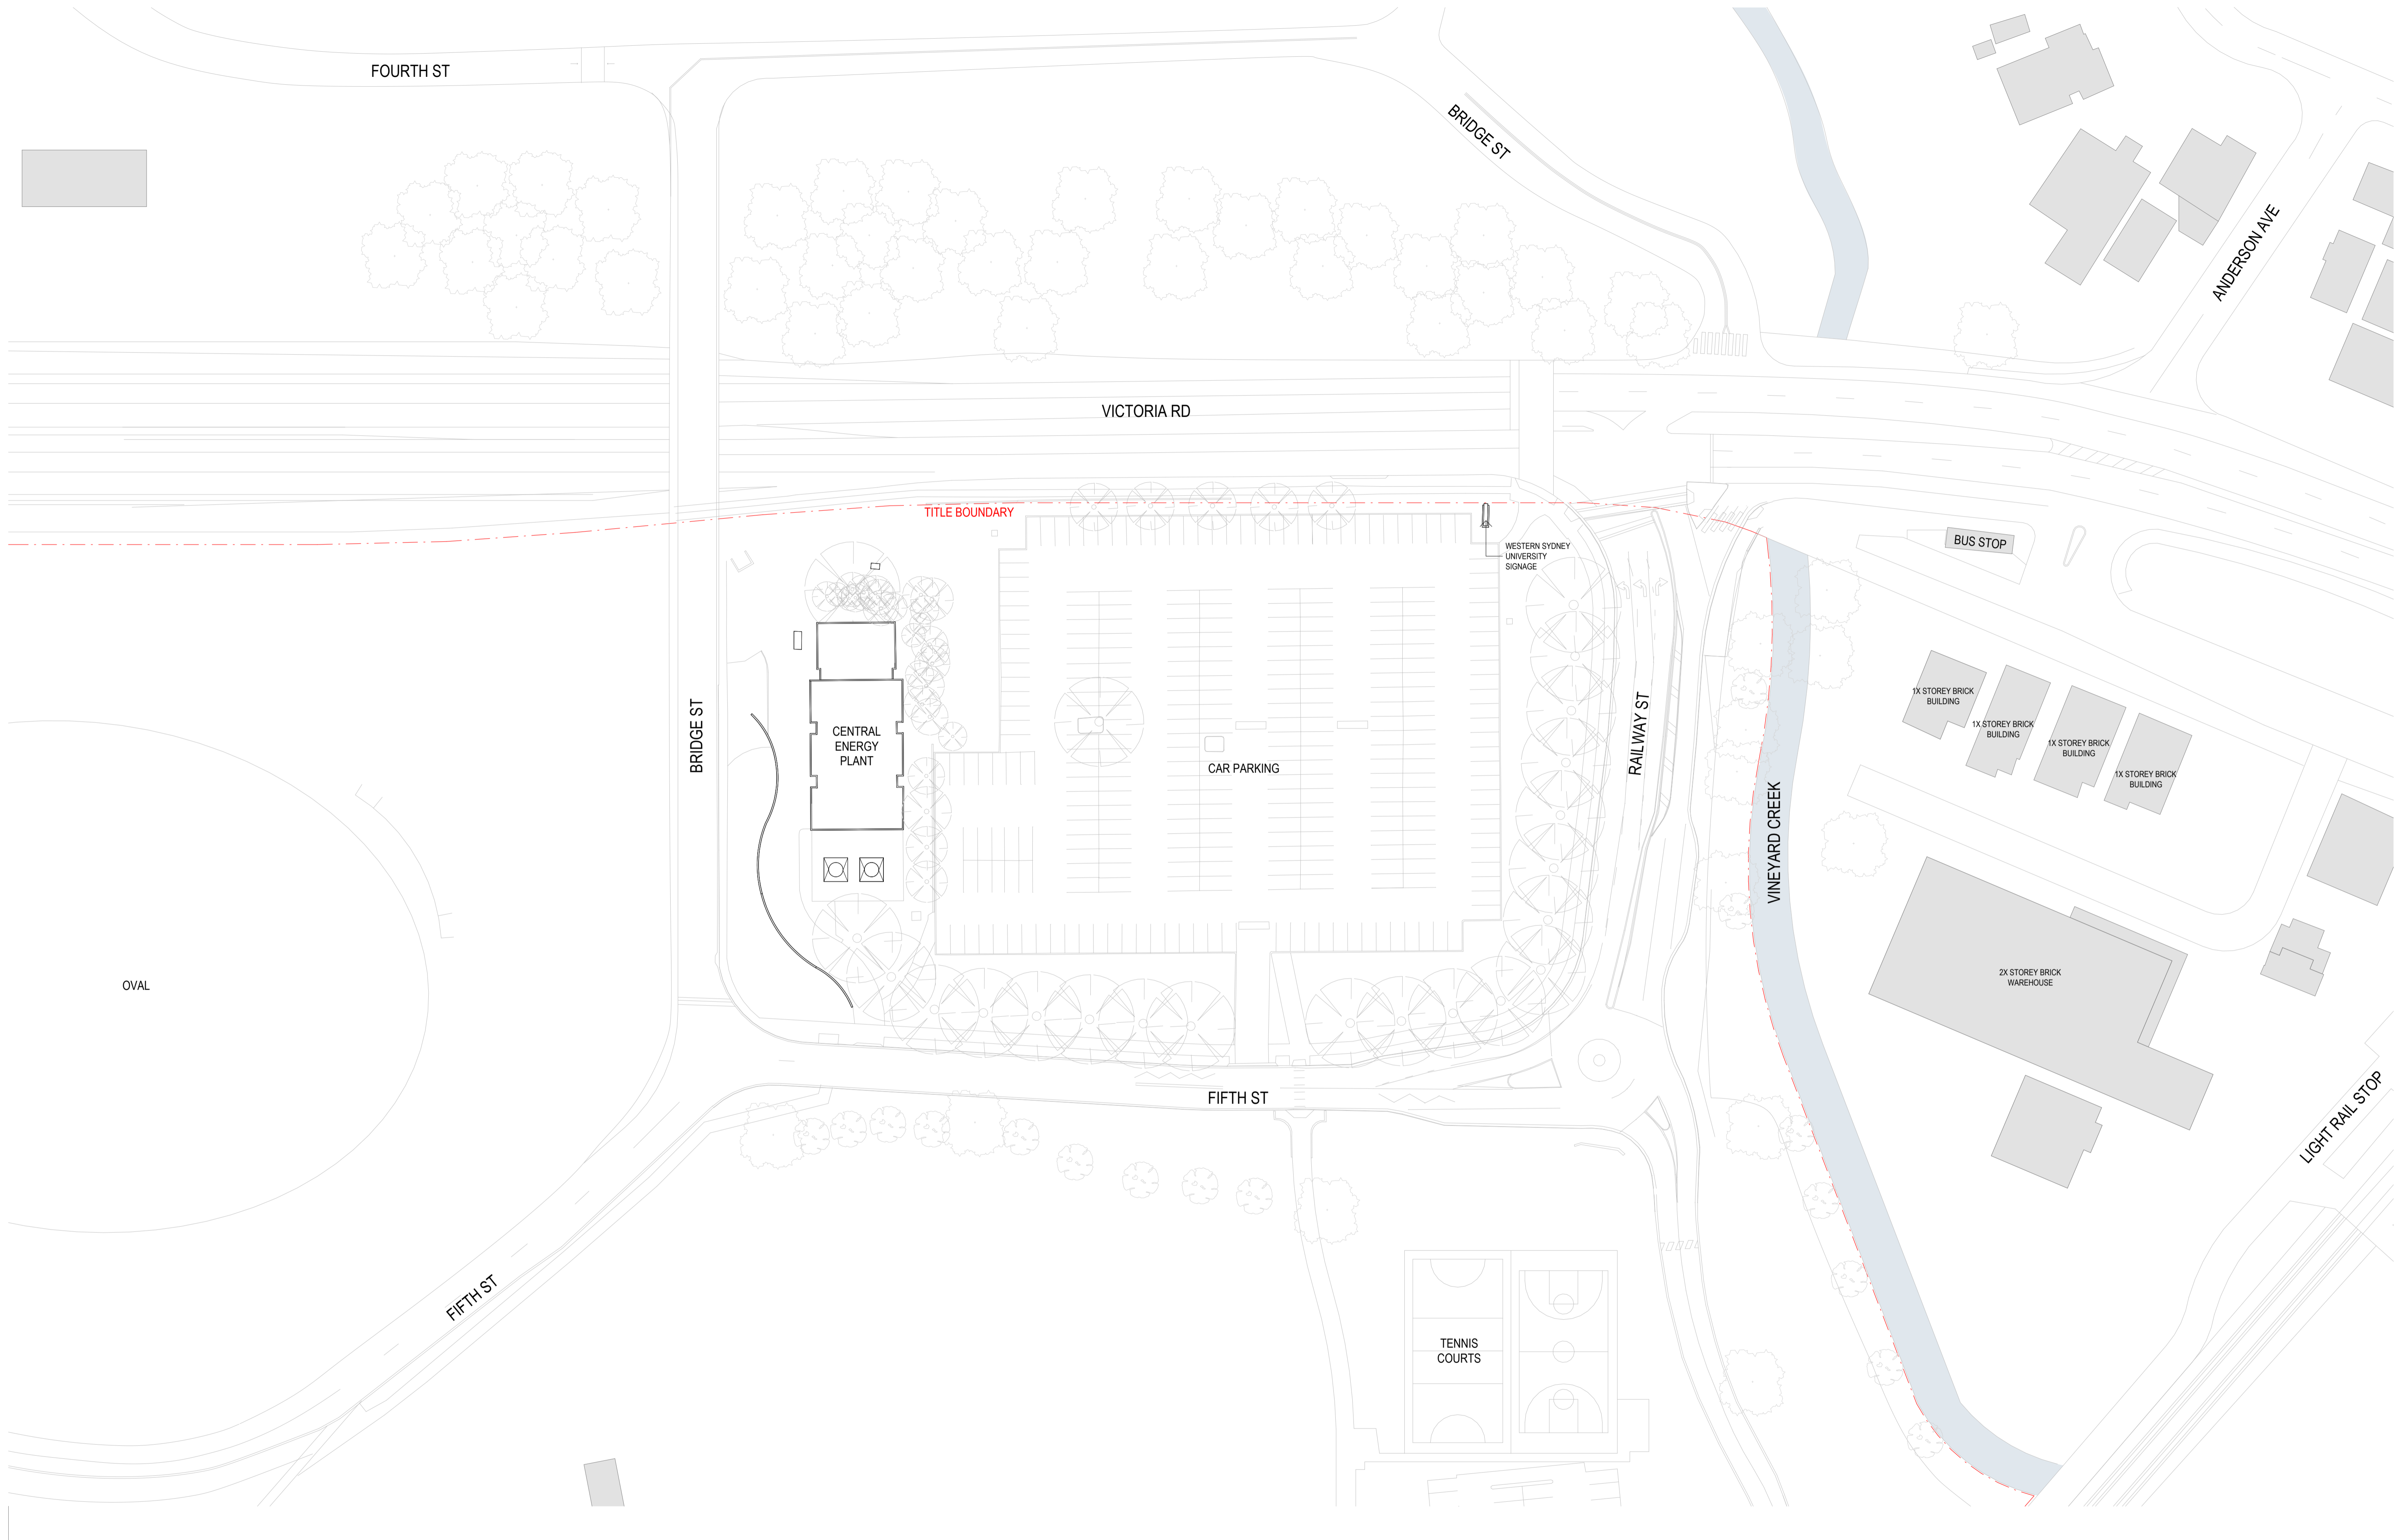 FOURTH ST
BRIDGE ST
ANDERSON AVE
VICTORIA RD
TITLE BOUNDARY
WESTERN SYDNEY
UNIVERSITY
SIGNAGE
BUS STOP
1X STOREY BRICK
BUILDING
1X STOREY BRICK
BUILDING
1X STOREY BRICK
BUILDING
1X STOREY BRICK
BUILDING
BRIDGE ST
CENTRAL
ENERGY
PLANT
CAR PARKING
RAILWAY ST
VINEYARD CREEK
OVAL
2X STOREY BRICK
WAREHOUSE
FIFTH ST
LIGHT RAIL STOP
FIFTH ST
TENNIS
COURTS